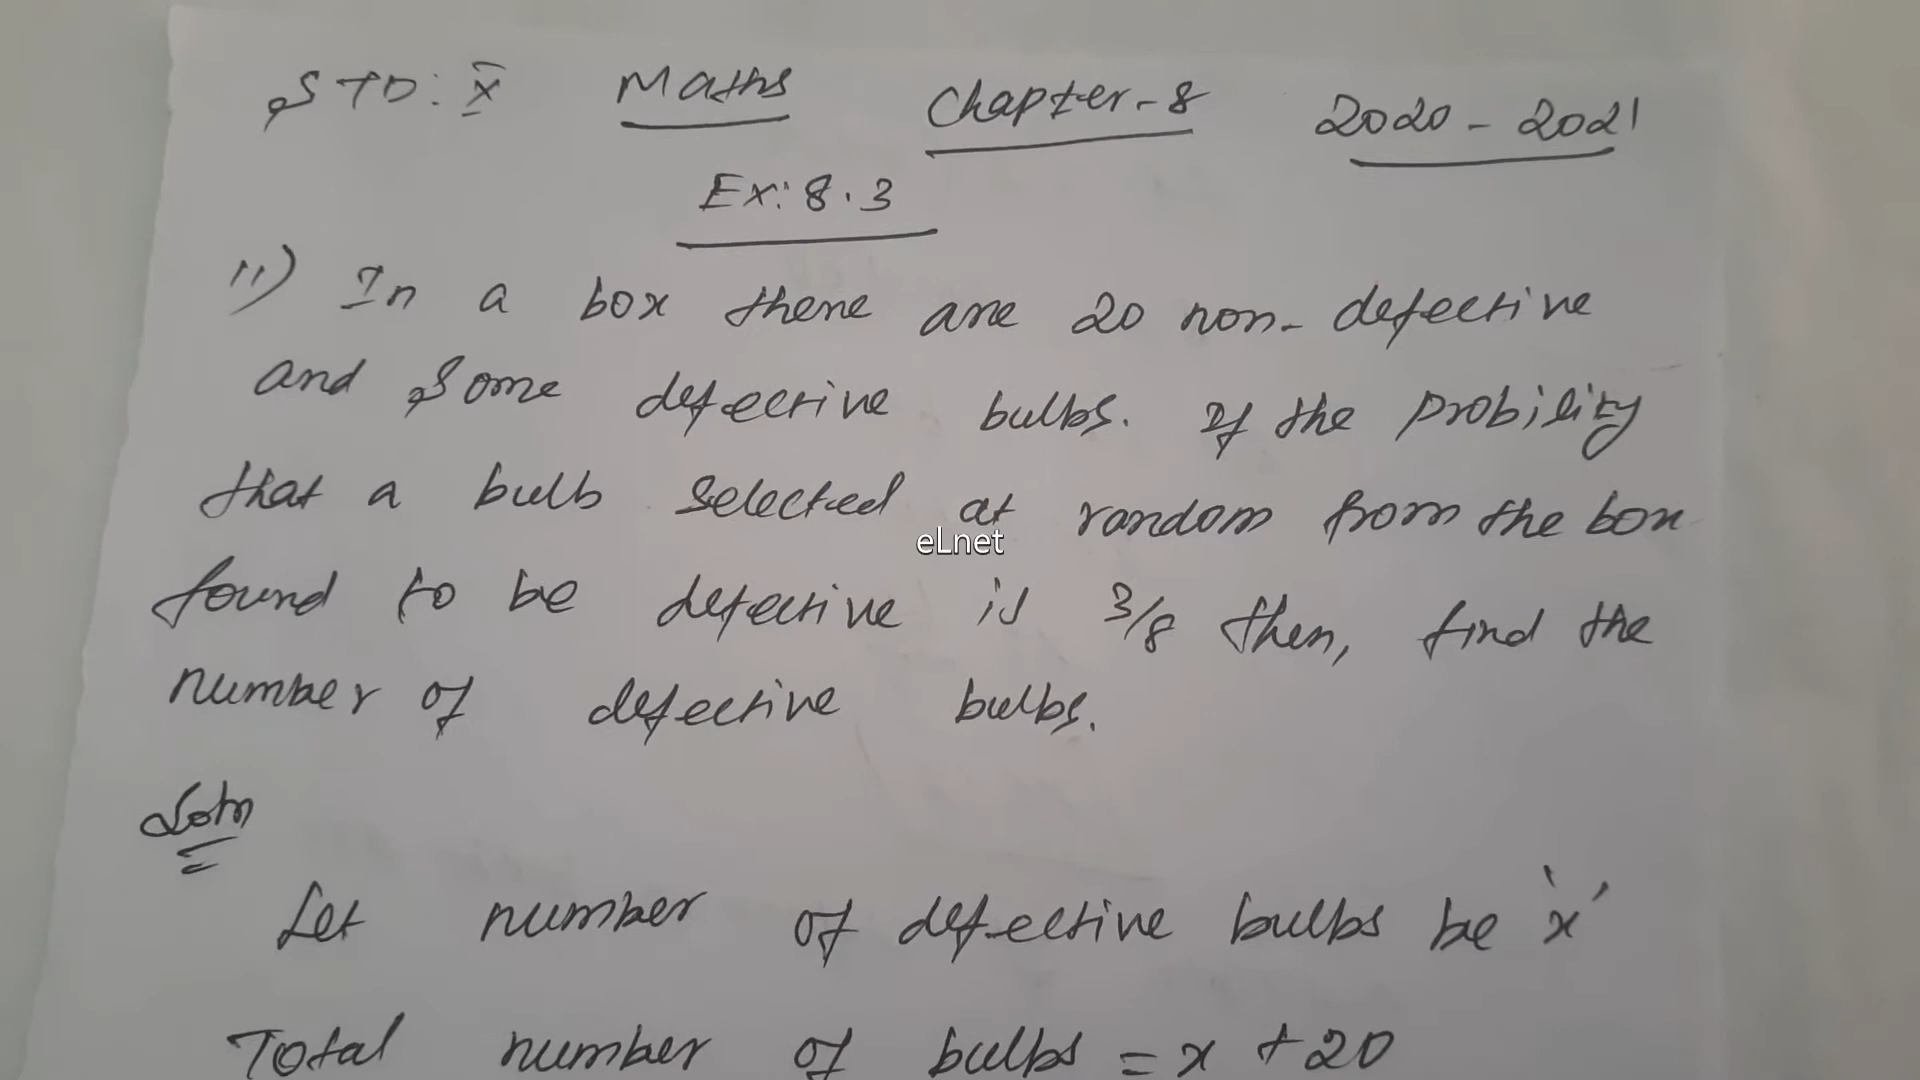 STD: X Maths Chapter-8 2020-2021
Ex: 8.3
11) In a box there are 20 non-defective
and some defective bulbs. If the probility
that a bulb selected at random from the box
eLnet
found to be defective is 3/8 then, find the
number of defective bulbs.
Soln
Let number of defective bulbs be 'x'
Total number of bulbs = x + 20